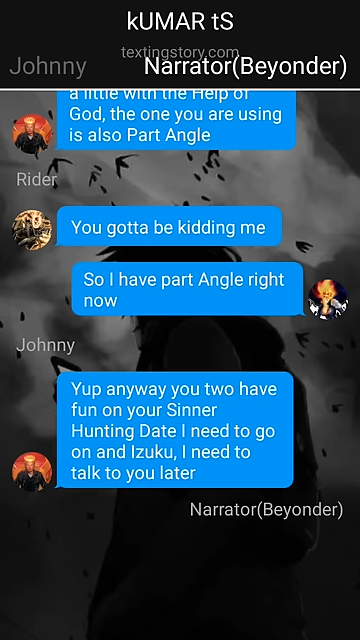 kUMAR tS
textingstory.com
Johnny
Narrator(Beyonder)
a little with the Help of
God, the one you are using
is also Part Angle
Rider
You gotta be kidding me
So I have part Angle right
now
Johnny
Yup anyway you two have
fun on your Sinner
Hunting Date I need to go
on and Izuku, I need to
talk to you later
Narrator(Beyonder)